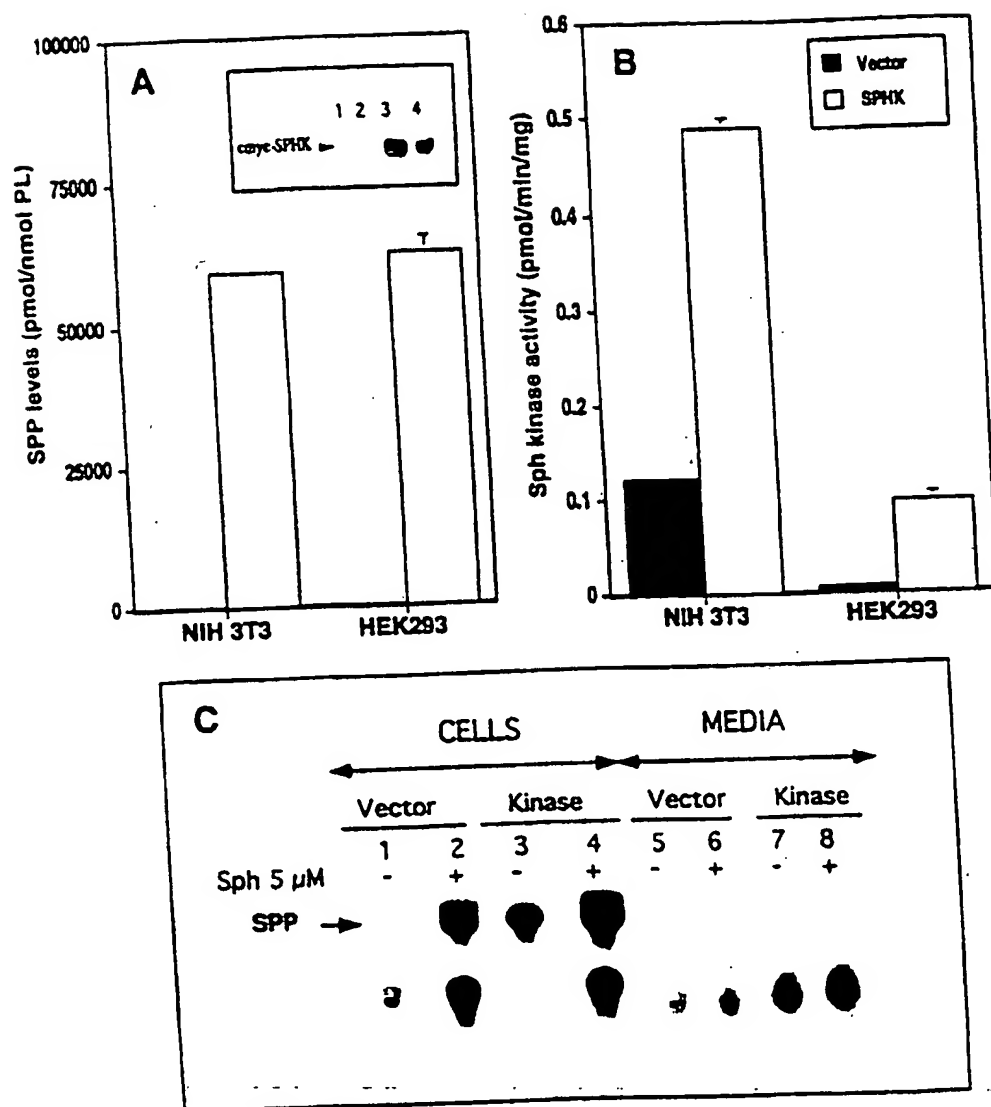 A
SPP levels (pmol/nmol PL)
100000
75000
50000
25000
0
1 2 3 4
NIH 3T3 HEK293
B
Sph kinase activity (pmol/min/mg)
0.6
0.5
0.4
0.3
0.2
0.1
0
Vector
SPHK
NIH 3T3 HEK293
C
CELLS MEDIA
Vector Kinase Vector Kinase
1 2 3 4 5 6 7 8
Sph 5 µM - + - + - + - +
SPP